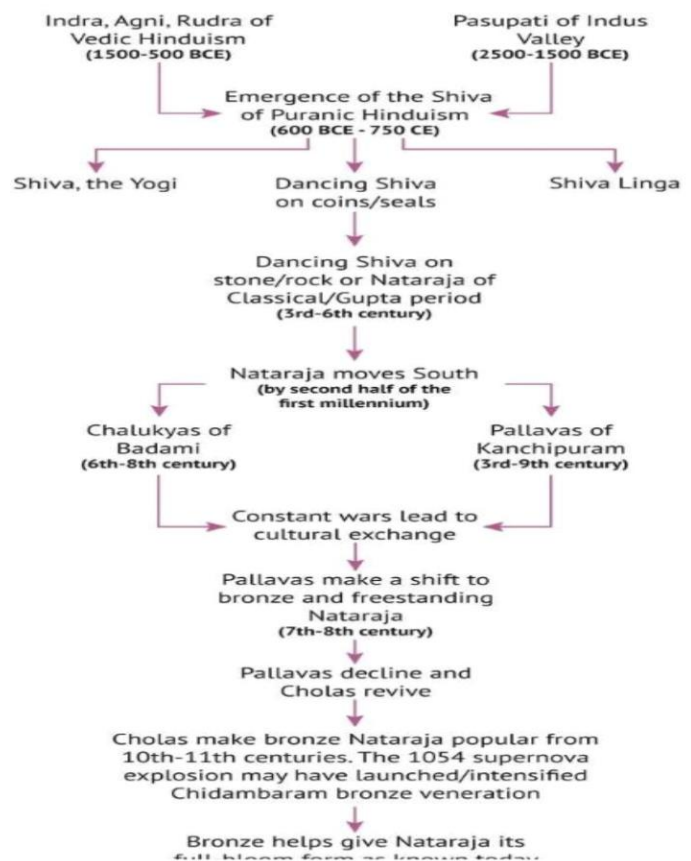 Indra, Agni, Rudra of
Vedic Hinduism
(1500-500 BCE)
Pasupati of Indus
Valley
(2500-1500 BCE)
Emergence of the Shiva
of Puranic Hinduism
(600 BCE - 750 CE)
Shiva, the Yogi
Dancing Shiva
on coins/seals
Shiva Linga
Dancing Shiva on
stone/rock or Nataraja of
Classical/Gupta period
(3rd-6th century)
Nataraja moves South
(by second half of the
first millennium)
Chalukyas of
Badami
(6th-8th century)
Pallavas of
Kanchipuram
(3rd-9th century)
Constant wars lead to
cultural exchange
Pallavas make a shift to
bronze and freestanding
Nataraja
(7th-8th century)
Pallavas decline and
Cholas revive
Cholas make bronze Nataraja popular from
10th-11th centuries. The 1054 supernova
explosion may have launched/intensified
Chidambaram bronze veneration
Bronze helps give Nataraja its
full-bloom form as known today